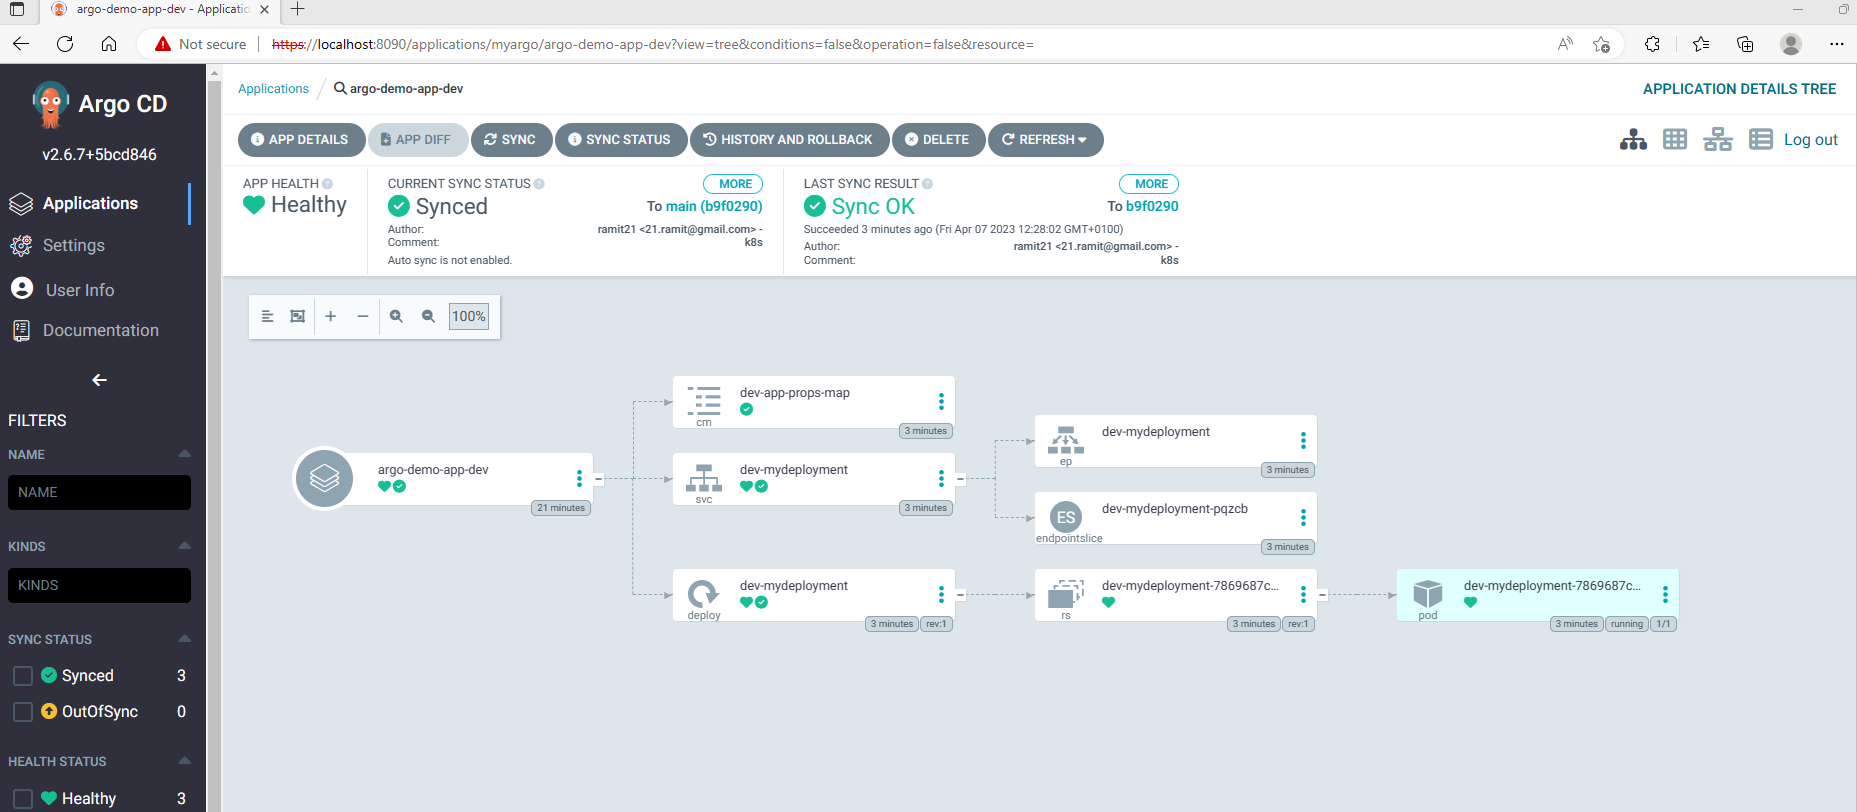 argo-demo-app-dev - Applicatio
Not secure
https://localhost:8090/applications/myargo/argo-demo-app-dev?view=tree&conditions=false&operation=false&resource=
Argo CD
v2.6.7+5bcd846
Applications
Settings
User Info
Documentation
FILTERS
NAME
NAME
KINDS
KINDS
SYNC STATUS
Synced 3
OutOfSync 0
HEALTH STATUS
Healthy 3
Applications / argo-demo-app-dev
APPLICATION DETAILS TREE
APP DETAILS
APP DIFF
SYNC
SYNC STATUS
HISTORY AND ROLLBACK
DELETE
REFRESH
Log out
APP HEALTH
Healthy
CURRENT SYNC STATUS
MORE
Synced
To main (b9f0290)
Author: ramit21 <21.ramit@gmail.com> -
Comment: k8s
Auto sync is not enabled.
LAST SYNC RESULT
MORE
Sync OK
To b9f0290
Succeeded 3 minutes ago (Fri Apr 07 2023 12:28:02 GMT+0100)
Author: ramit21 <21.ramit@gmail.com> -
Comment: k8s
100%
argo-demo-app-dev
21 minutes
dev-app-props-map
cm
3 minutes
dev-mydeployment
svc
3 minutes
dev-mydeployment
deploy
3 minutes rev:1
dev-mydeployment
ep
3 minutes
ES
dev-mydeployment-pqzcb
endpointslice
3 minutes
dev-mydeployment-7869687c...
rs
3 minutes rev:1
dev-mydeployment-7869687c...
pod
3 minutes running 1/1